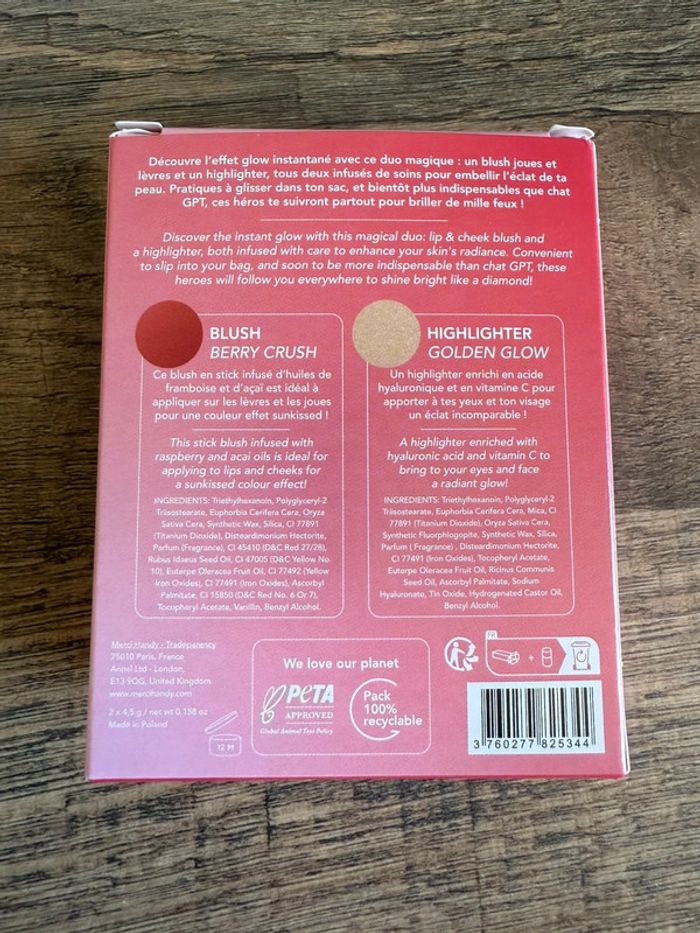 Découvre l'effet glow instantané avec ce duo magique : un blush joues et
lèvres et un highlighter, tous deux infusés de soins pour embellir l'éclat de ta
peau. Pratiques à glisser dans ton sac, et bientôt plus indispensables que chat
GPT, ces héros te suivront partout pour briller de mille feux !
Discover the instant glow with this magical duo: lip & cheek blush and
a highlighter, both infused with care to enhance your skin's radiance. Convenient
to slip into your bag, and soon to be more indispensable than chat GPT, these
heroes will follow you everywhere to shine bright like a diamond!
BLUSH
BERRY CRUSH
Ce blush en stick infusé d'huiles de
framboise et d'açaï est idéal à
appliquer sur les lèvres et les joues
pour une couleur effet sunkissed !
This stick blush infused with
raspberry and acai oils is ideal for
applying to lips and cheeks for
a sunkissed colour effect!
INGREDIENTS: Triethylhexanoin, Polyglyceryl-2
Triisostearate, Euphorbia Cerifera Cera, Oryza
Sativa Cera, Synthetic Wax, Silica, CI 77891
(Titanium Dioxide), Disteardimonium Hectorite,
Parfum (Fragrance), CI 45410 (D&C Red 27/28),
Rubus Idaeus Seed Oil, CI 47005 (D&C Yellow No.
10), Euterpe Oleracea Fruit Oil, CI 77492 (Yellow
Iron Oxides), CI 77491 (Iron Oxides), Ascorbyl
Palmitate, CI 15850 (D&C Red No. 6 Or 7),
Tocopheryl Acetate, Vanillin, Benzyl Alcohol.
HIGHLIGHTER
GOLDEN GLOW
Un highlighter enrichi en acide
hyaluronique et en vitamine C pour
apporter à tes yeux et ton visage
un éclat incomparable !
A highlighter enriched with
hyaluronic acid and vitamin C to
bring to your eyes and face
a radiant glow!
INGREDIENTS: Triethylhexanoin, Polyglyceryl-2
Triisostearate, Euphorbia Cerifera Cera, Mica, CI
77891 (Titanium Dioxide), Oryza Sativa Cera,
Synthetic Fluorphlogopite, Synthetic Wax, Silica,
Parfum ( Fragrance) , Disteardimonium Hectorite,
CI 77491 (Iron Oxides), Tocopheryl Acetate,
Euterpe Oleracea Fruit Oil, Ricinus Communis
Seed Oil, Ascorbyl Palmitate, Sodium
Hyaluronate, Tin Oxide, Hydrogenated Castor Oil,
Benzyl Alcohol.
Merci Handy - Tradeparency
75010 Paris, France
Annel Ltd - London,
E13 9OG, United Kingdom
www.mercihandy.com
2 x 4,5 g / net wt 0.158 oz
Made in Poland
12 M
We love our planet
PETA
APPROVED
Global Animal Test Policy
Pack
100%
recyclable
FR
+
3 760277 825344